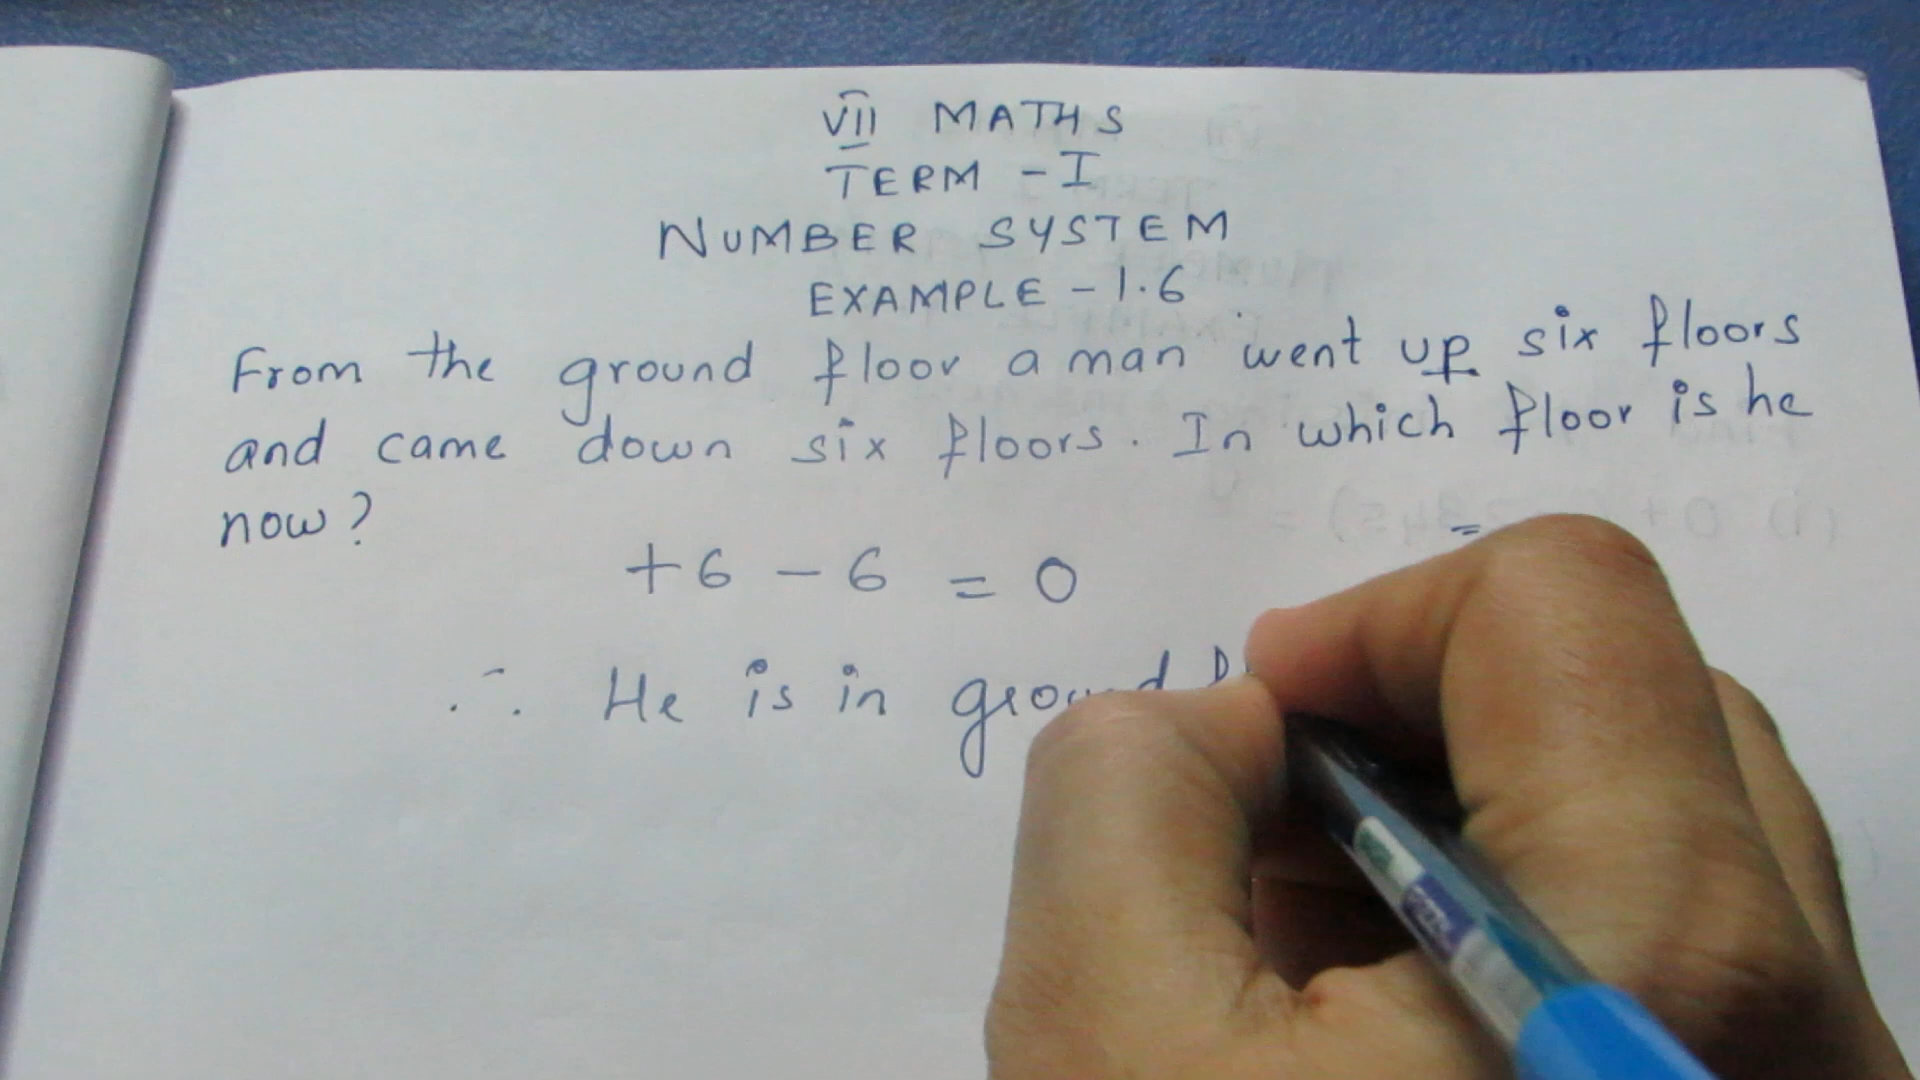 VII MATHS
TERM - I
NUMBER SYSTEM
EXAMPLE - 1.6
From the ground floor a man went up six floors
and came down six floors. In which floor is he
now?
=
+6 - 6 = 0
∴ He is in ground